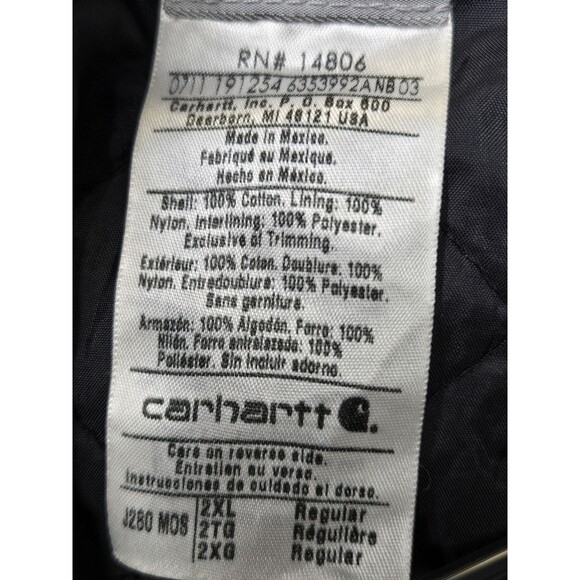 RN# 14806
0711 191254 6353992ANB 03
Carhartt, Inc. P.O. Box 600
Dearborn, MI 48121 USA
Made in Mexico.
Fabriqué au Mexique.
Hecho en México.
Shell: 100% Cotton. Lining: 100%
Nylon. Interlining: 100% Polyester.
Exclusive of Trimming.
Extérieur: 100% Coton. Doublure: 100%
Nylon. Entredoublure: 100% Polyester.
Sans garniture.
Armazón: 100% Algodón. Forro: 100%
Nilón. Forro entrelazado: 100%
Poliéster. Sin incluir adorno.
carhartt
Care on reverse side.
Entretien au verso.
Instrucciones de cuidado al dorso.
J280 MOS 2XL Regular
2TG Régulière
2XG Regular